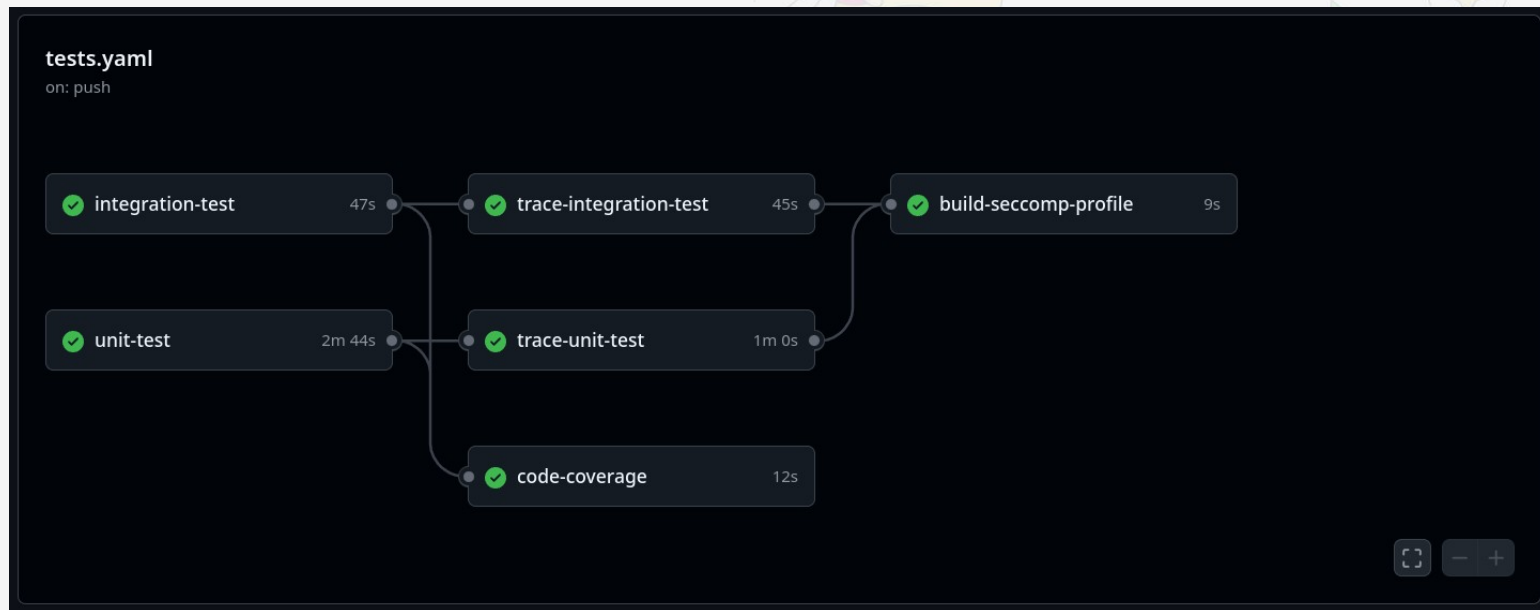 tests.yaml
on: push
integration-test 47s
trace-integration-test 45s
build-seccomp-profile 9s
unit-test 2m 44s
trace-unit-test 1m 0s
code-coverage 12s